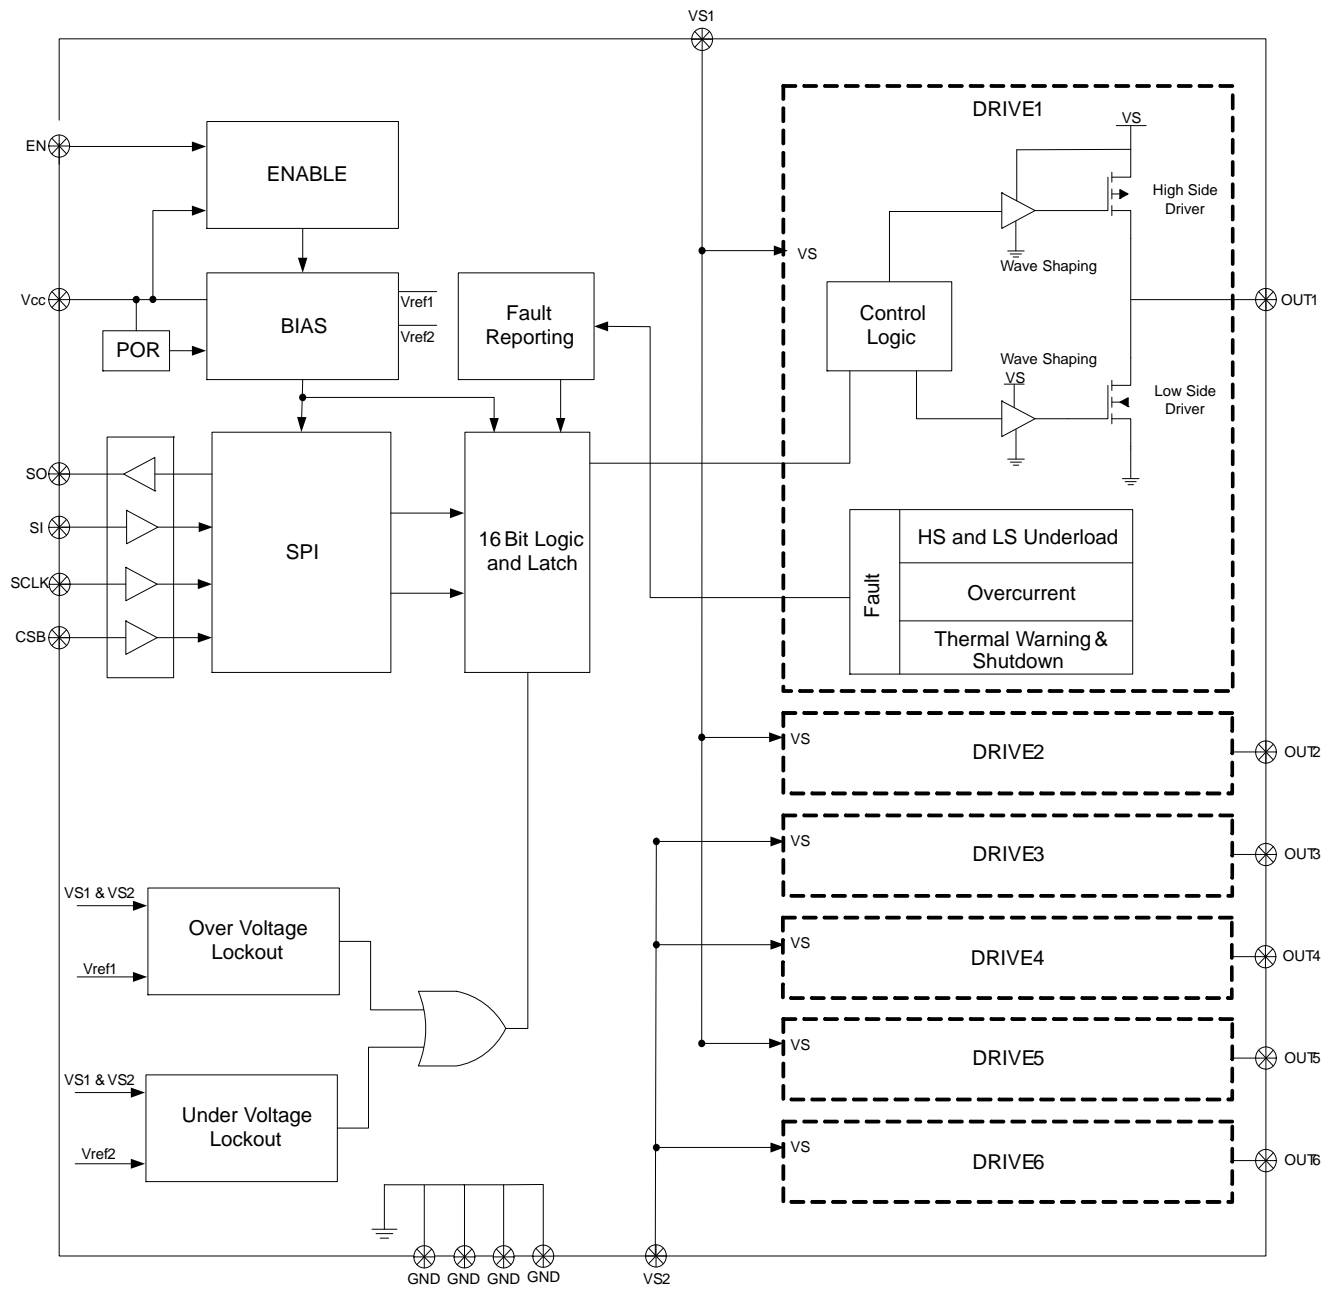 VS1
DRIVE1
VS
EN
ENABLE
High Side
Driver
VS
Wave Shaping
Vcc
Vref1
OUT1
Fault
Reporting
Control
Logic
BIAS
Vref2
POR
Wave Shaping
VS
Low Side
Driver
SO
SI
SPI
16 Bit Logic
and Latch
HS and LS Underload
SCLK
Fault
Overcurrent
CSB
Thermal Warning &
Shutdown
VS
DRIVE2
OUT2
VS
DRIVE3
OUT3
VS1 & VS2
Over Voltage
Lockout
Vref1
VS
DRIVE4
OUT4
VS
DRIVE5
OUT5
VS1 & VS2
Under Voltage
Lockout
Vref2
VS
DRIVE6
OUT6
GND
GND
GND
GND
VS2